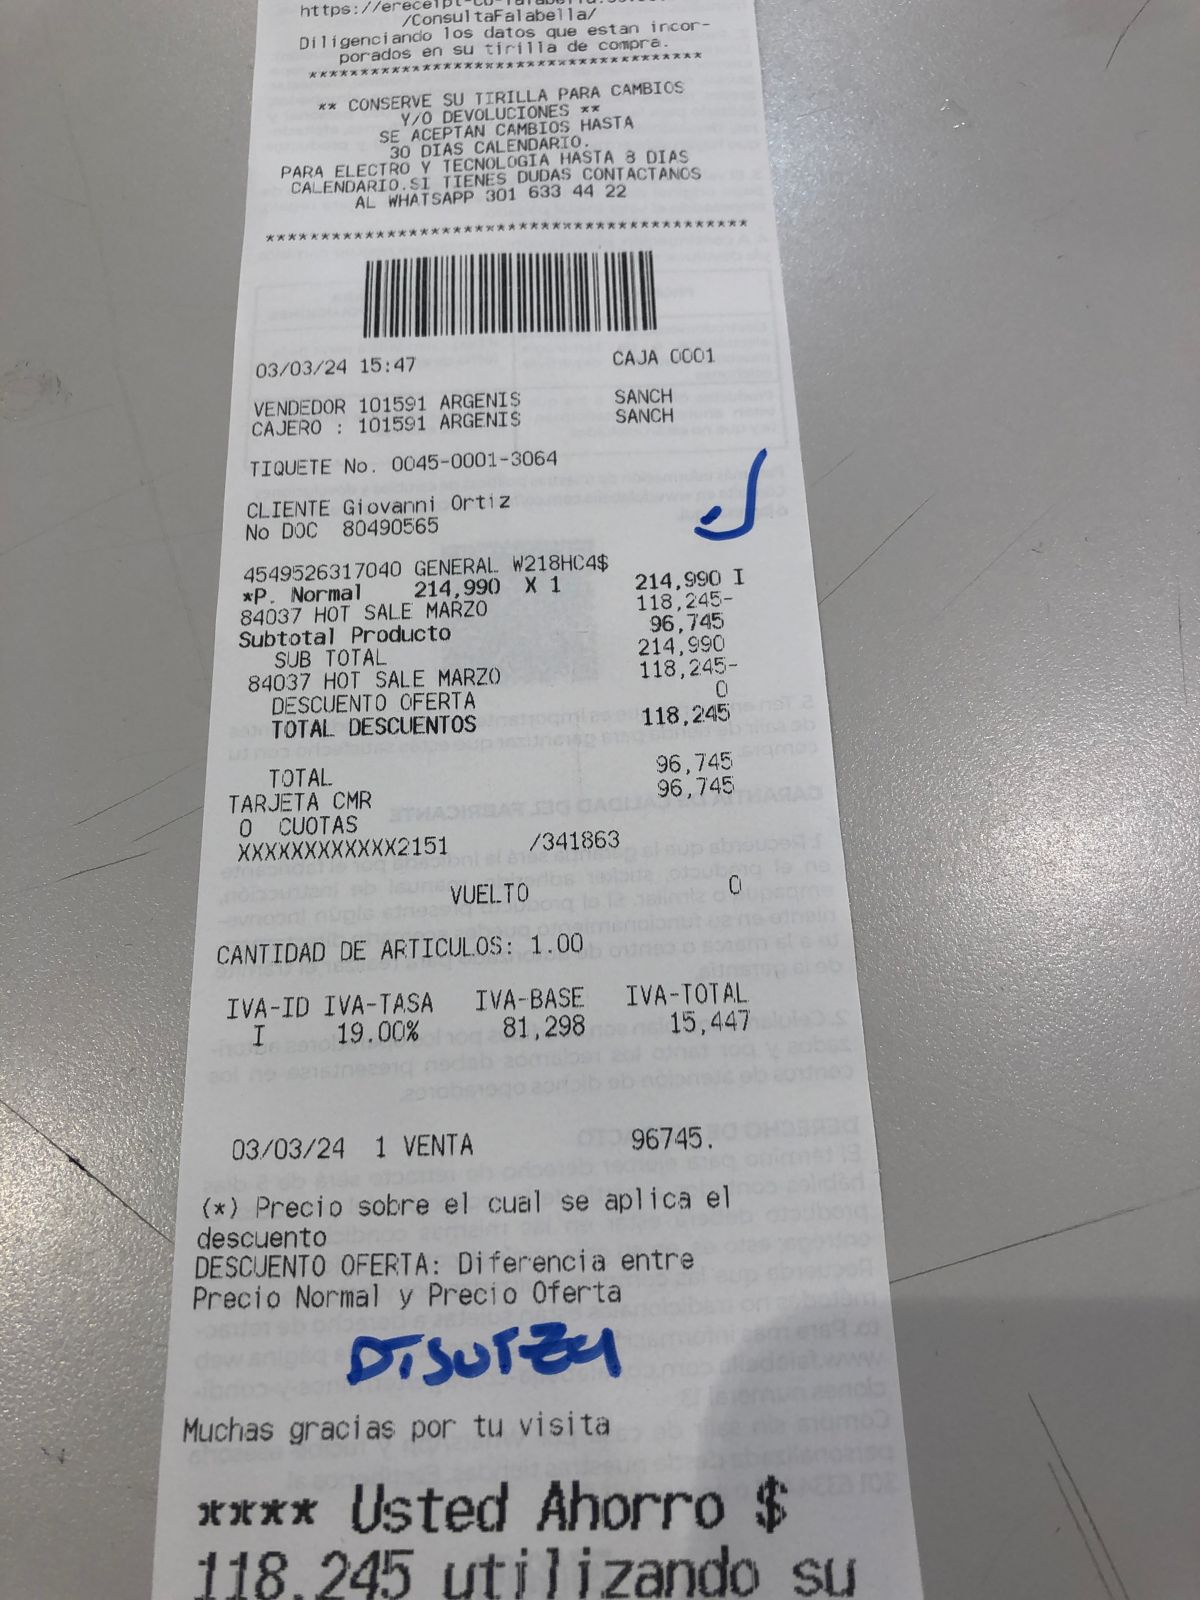 /ConsultaFalabella/
Diligenciando los datos que estan incor-
porados en su tirilla de compra.
****************************************
** CONSERVE SU TIRILLA PARA CAMBIOS
Y/O DEVOLUCIONES **
SE ACEPTAN CAMBIOS HASTA
30 DIAS CALENDARIO.
PARA ELECTRO Y TECNOLOGIA HASTA 8 DIAS
CALENDARIO.SI TIENES DUDAS CONTACTANOS
AL WHATSAPP 301 633 44 22
****************************************
03/03/24 15:47 CAJA 0001
VENDEDOR 101591 ARGENIS SANCH
CAJERO : 101591 ARGENIS SANCH
TIQUETE No. 0045-0001-3064
CLIENTE Giovanni Ortiz
No DOC 80490565
4549526317040 GENERAL W218HC4$
*P. Normal 214,990 X 1 214,990 I
84037 HOT SALE MARZO 118,245-
Subtotal Producto 96,745
SUB TOTAL 214,990
84037 HOT SALE MARZO 118,245-
DESCUENTO OFERTA 0
TOTAL DESCUENTOS 118,245
TOTAL 96,745
TARJETA CMR 96,745
0 CUOTAS
XXXXXXXXXXXX2151 /341863
VUELTO 0
CANTIDAD DE ARTICULOS: 1.00
IVA-ID IVA-TASA IVA-BASE IVA-TOTAL
I 19.00% 81,298 15,447
03/03/24 1 VENTA 96745.
(*) Precio sobre el cual se aplica el
descuento
DESCUENTO OFERTA: Diferencia entre
Precio Normal y Precio Oferta
Muchas gracias por tu visita
**** Usted Ahorro $
118,245 utilizando su